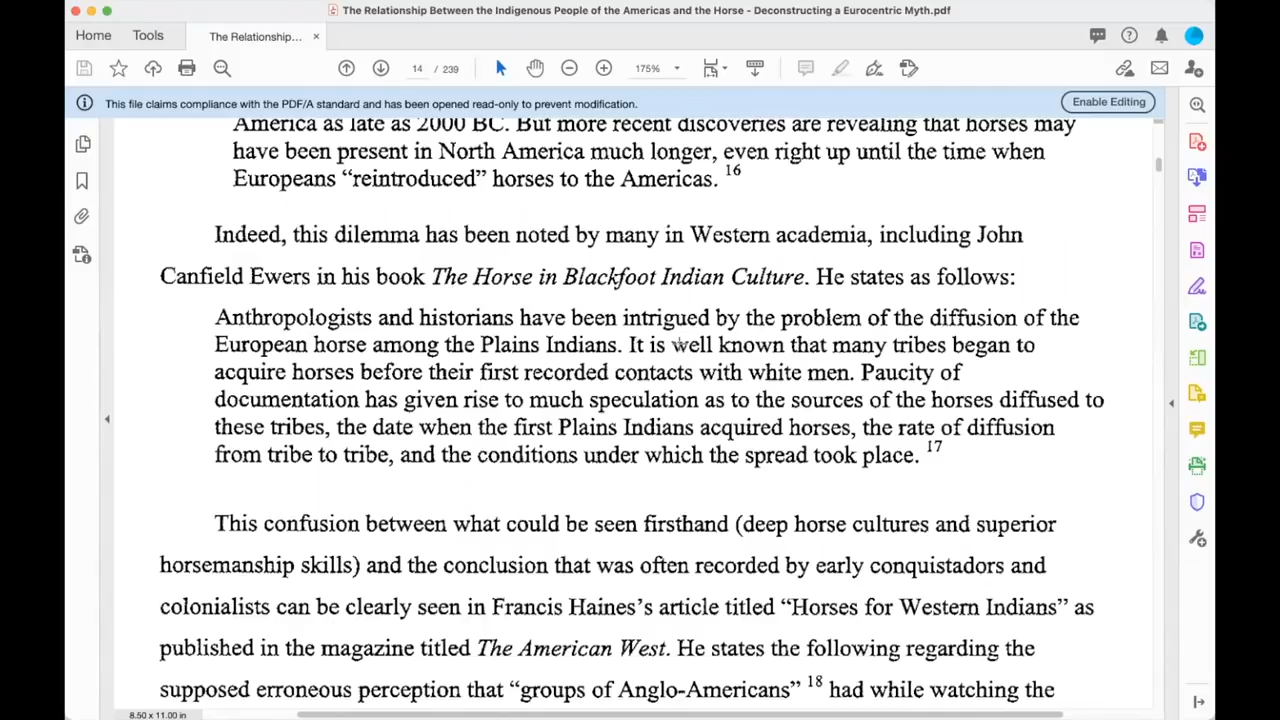 The Relationship Between the Indigenous People of the Americas and the Horse - Deconstructing a Eurocentric Myth.pdf
Home Tools The Relationship... ×
14 / 239 175%
This file claims compliance with the PDF/A standard and has been opened read-only to prevent modification. Enable Editing
America as late as 2000 BC. But more recent discoveries are revealing that horses may
have been present in North America much longer, even right up until the time when
Europeans “reintroduced” horses to the Americas. 16
Indeed, this dilemma has been noted by many in Western academia, including John
Canfield Ewers in his book The Horse in Blackfoot Indian Culture. He states as follows:
Anthropologists and historians have been intrigued by the problem of the diffusion of the
European horse among the Plains Indians. It is well known that many tribes began to
acquire horses before their first recorded contacts with white men. Paucity of
documentation has given rise to much speculation as to the sources of the horses diffused to
these tribes, the date when the first Plains Indians acquired horses, the rate of diffusion
from tribe to tribe, and the conditions under which the spread took place. 17
This confusion between what could be seen firsthand (deep horse cultures and superior
horsemanship skills) and the conclusion that was often recorded by early conquistadors and
colonialists can be clearly seen in Francis Haines’s article titled “Horses for Western Indians” as
published in the magazine titled The American West. He states the following regarding the
supposed erroneous perception that “groups of Anglo-Americans” 18 had while watching the
8.50 x 11.00 in